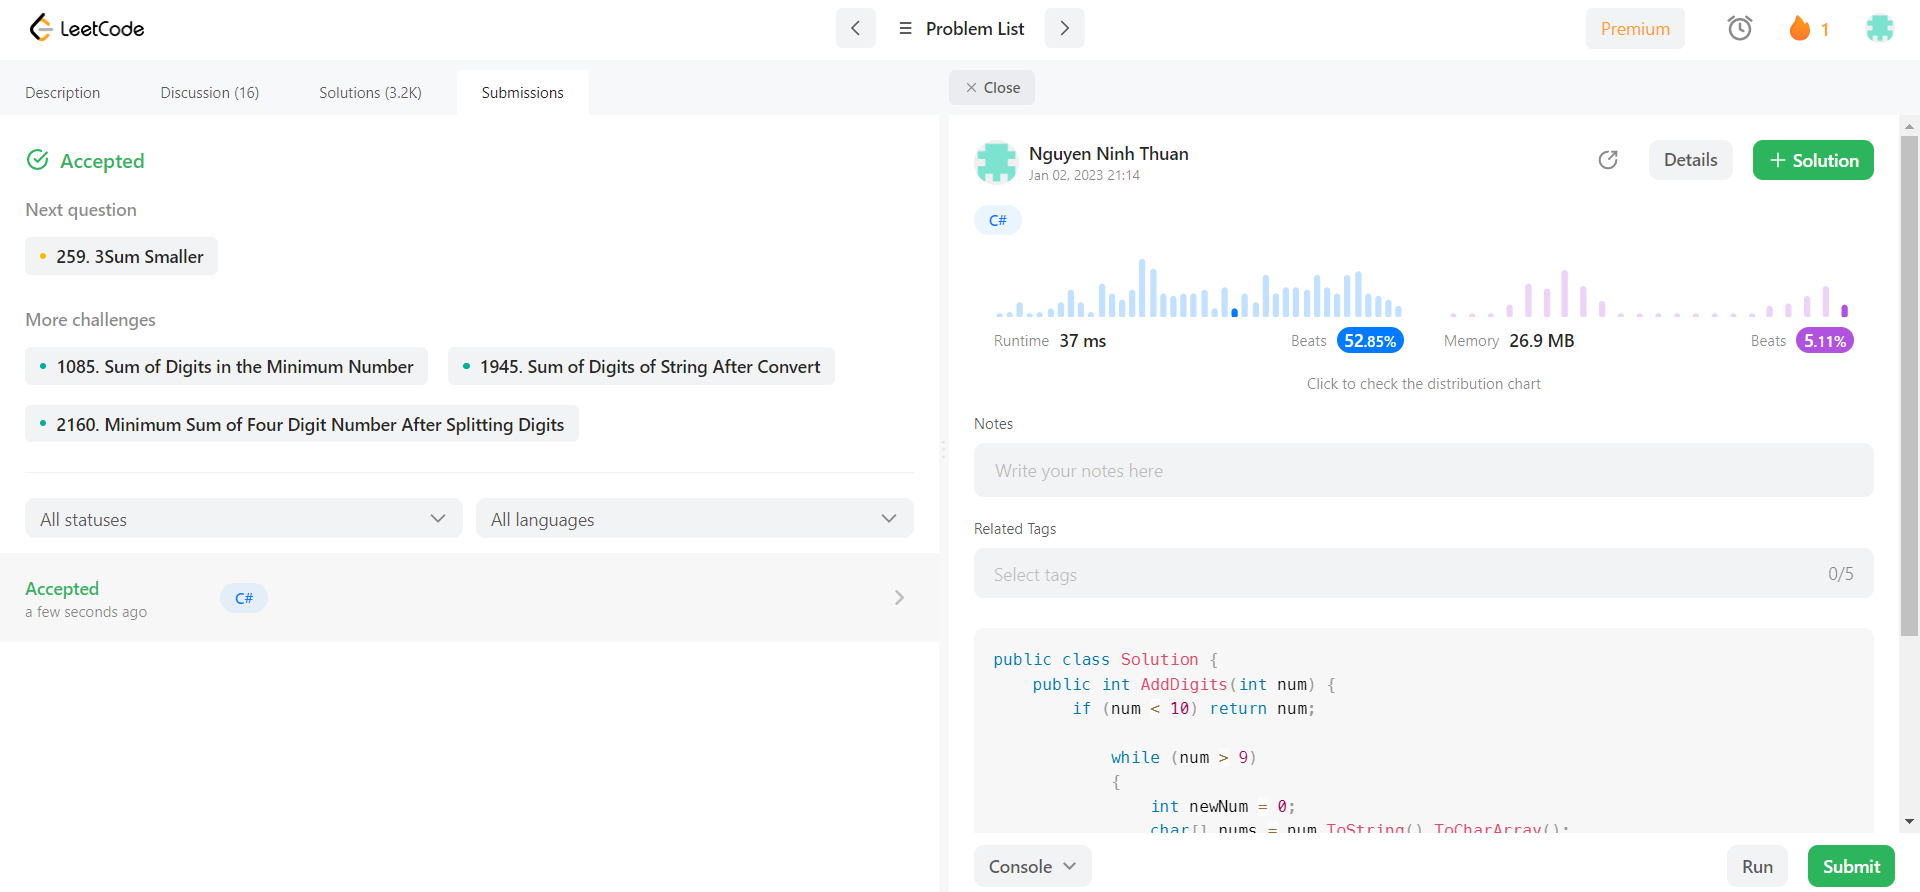 LeetCode
Problem List
Premium
1
Description
Discussion (16)
Solutions (3.2K)
Submissions
Close
Accepted
Next question
259. 3Sum Smaller
More challenges
1085. Sum of Digits in the Minimum Number
1945. Sum of Digits of String After Convert
2160. Minimum Sum of Four Digit Number After Splitting Digits
All statuses
All languages
Accepted
a few seconds ago
C#
Nguyen Ninh Thuan
Jan 02, 2023 21:14
Details
+ Solution
C#
Runtime 37 ms
Beats 52.85%
Memory 26.9 MB
Beats 5.11%
Click to check the distribution chart
Notes
Write your notes here
Related Tags
Select tags
0/5
public class Solution {
public int AddDigits(int num) {
if (num < 10) return num;
while (num > 9)
{
int newNum = 0;
char[] nums = num.ToString().ToCharArray();
Console
Run
Submit